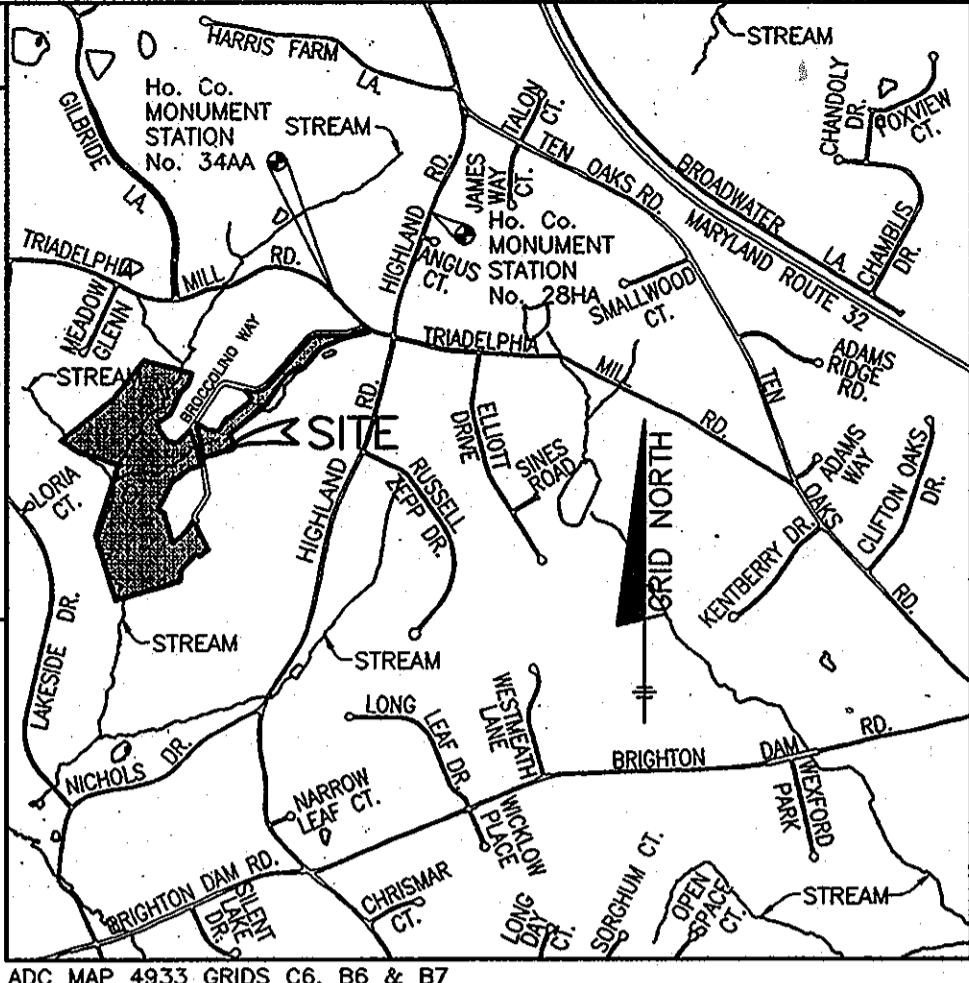 HARRIS FARM LA.
STREAM
CHANDOLY DR.
FOXVIEW CT.
GILBRIDE LA.
Ho. Co.
MONUMENT
STATION
No. 34AA
STREAM
TALON CT.
JAMES WAY CT.
TEN OAKS RD.
BROADWATER LA.
MARYLAND ROUTE 32
CHAMBLIS DR.
HIGHLAND RD.
Ho. Co.
MONUMENT
STATION
No. 28HA
ANGUS CT.
SMALLWOOD CT.
TRIADELPHIA MILL RD.
MEADOW GLENN
BROCCOLINO WAY
STREAM
TRIADELPHIA MILL RD.
ADAMS RIDGE RD.
SITE
ELLIOTT DRIVE
SINES ROAD
TEN OAKS RD.
ADAMS WAY
CLIFTON OAKS DR.
LORIA CT.
HIGHLAND RD.
RUSSELL ZEPP DR.
GRID NORTH
KENTBERRY DR.
LAKESIDE DR.
STREAM
STREAM
LONG LEAF DR.
WESTMEATH LANE
BRIGHTON DAM RD.
NICHOLS DR.
NARROW LEAF CT.
WICKLOW PLACE
WEXFORD PARK
BRIGHTON DAM RD.
SILENT LAKE DR.
CHRISMAR CT.
LONG DAY CT.
SORGHUM CT.
OPEN SPACE CT.
STREAM
ADC MAP 4933 GRIDS C6, B6 & B7